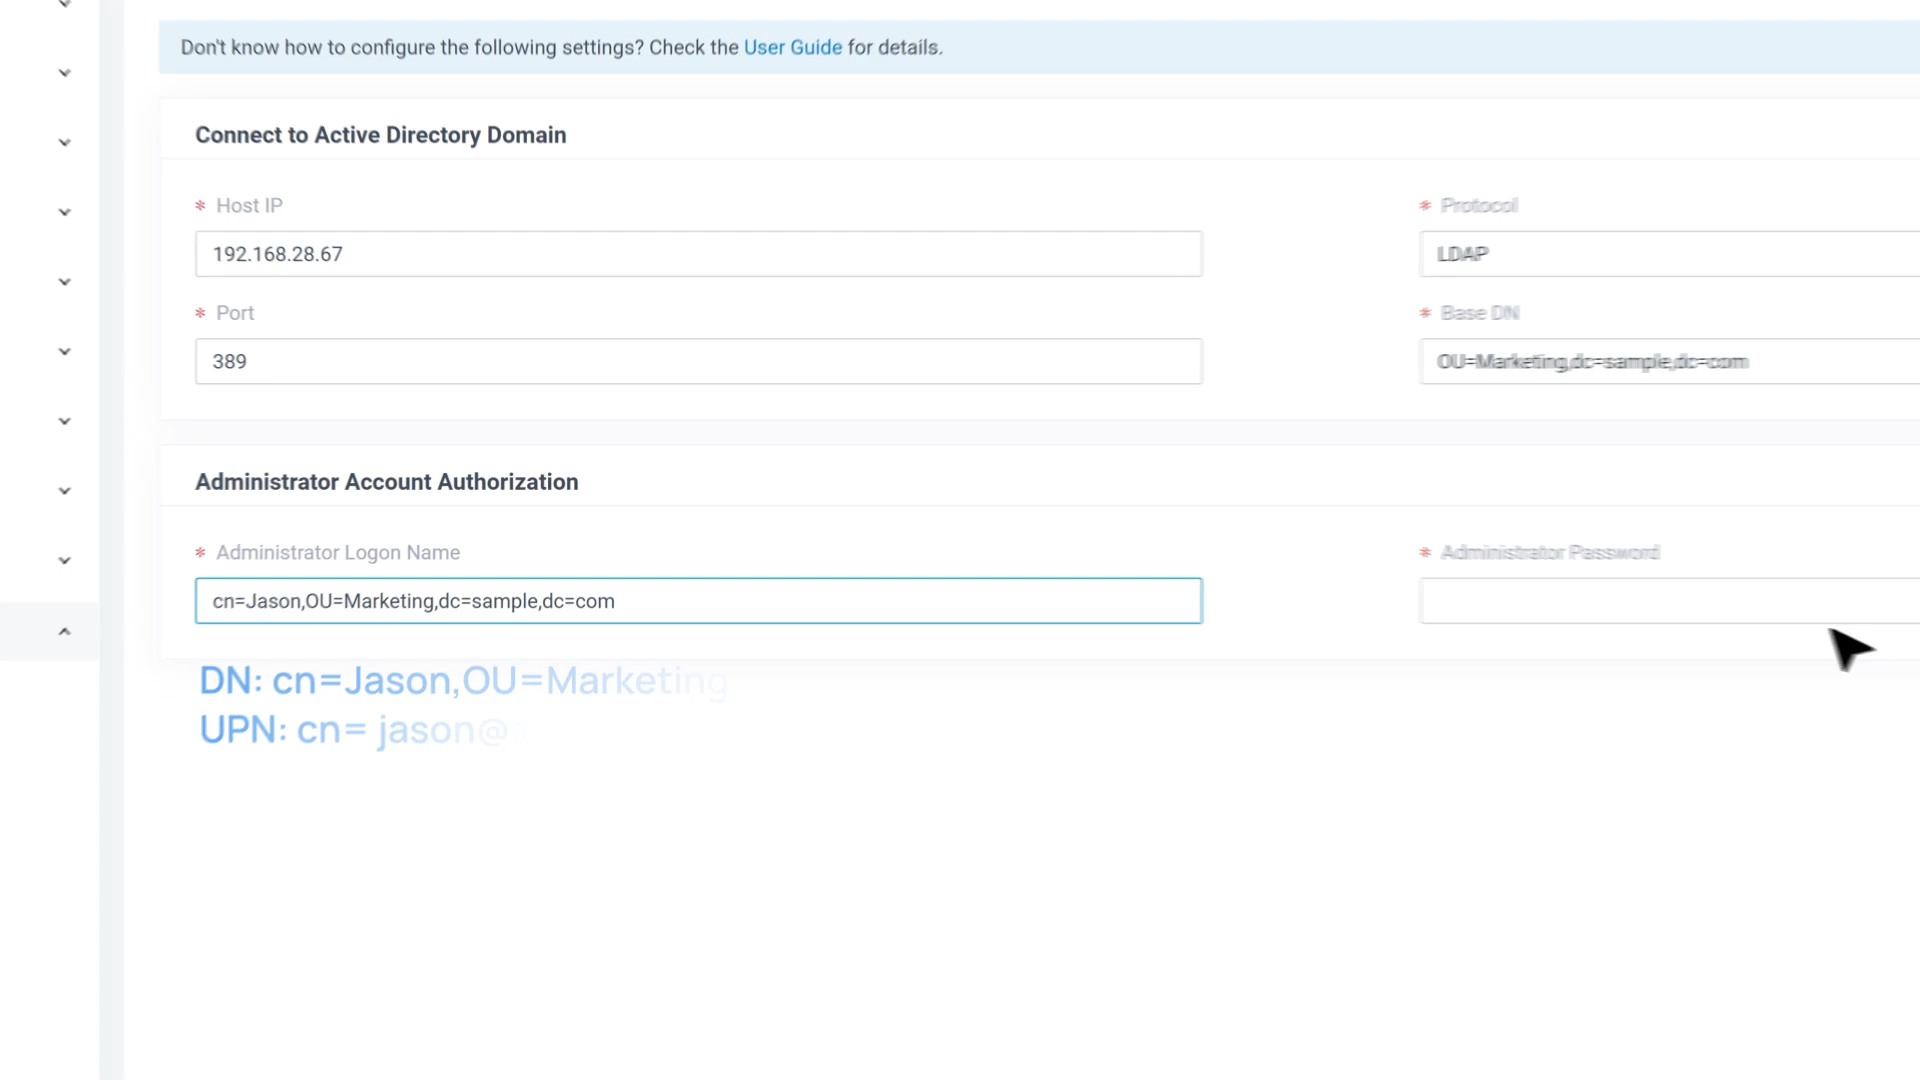 Don't know how to configure the following settings? Check the User Guide for details.
Connect to Active Directory Domain
* Host IP
* Protocol
192.168.28.67
LDAP
* Port
* Base DN
389
OU=Marketing,dc=sample,dc=com
Administrator Account Authorization
* Administrator Logon Name
* Administrator Password
cn=Jason,OU=Marketing,dc=sample,dc=com
DN: cn=Jason,OU=Marketing
UPN: cn= jason@